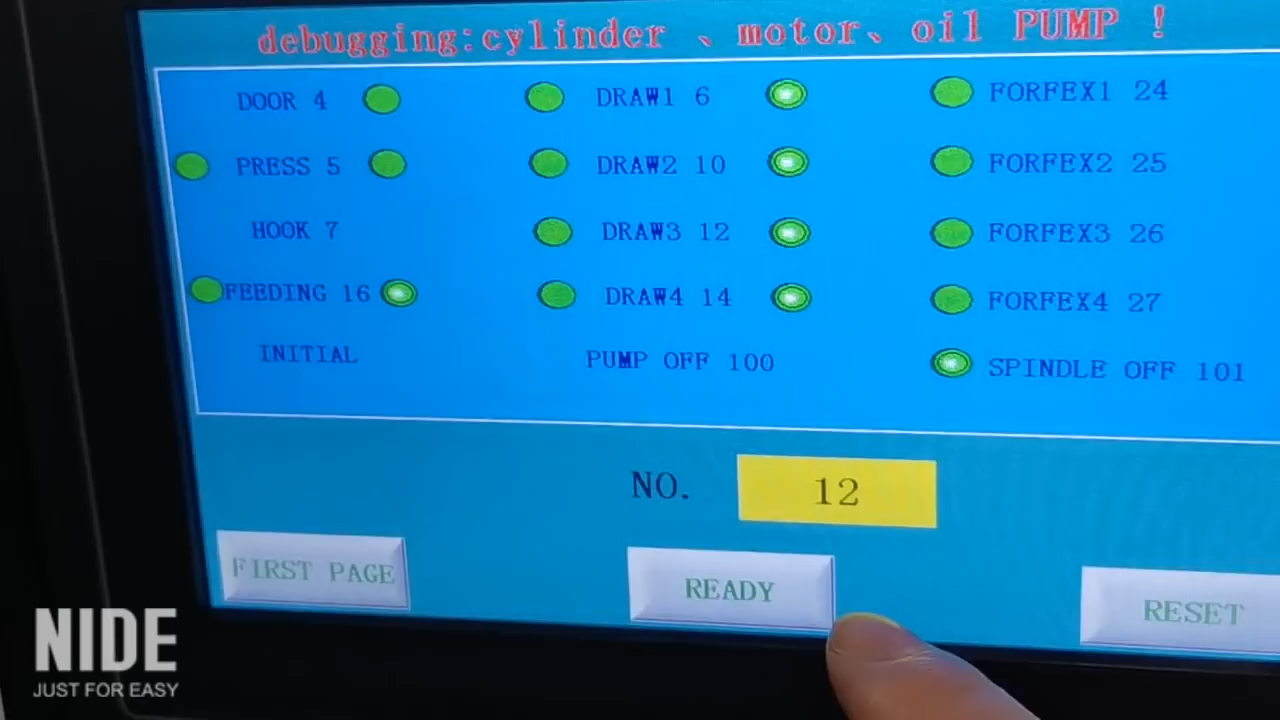 debugging:cylinder 、motor、oil PUMP !
DOOR 4 DRAW1 6 FORFEX1 24
PRESS 5 DRAW2 10 FORFEX2 25
HOOK 7 DRAW3 12 FORFEX3 26
FEEDING 16 DRAW4 14 FORFEX4 27
INITIAL PUMP OFF 100 SPINDLE OFF 101
NO. 12
FIRST PAGE READY RESET
NIDE
JUST FOR EASY